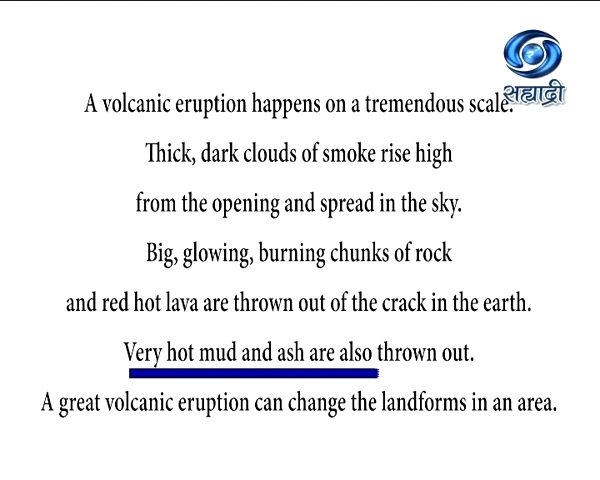 सह्याद्री
A volcanic eruption happens on a tremendous scale.
Thick, dark clouds of smoke rise high
from the opening and spread in the sky.
Big, glowing, burning chunks of rock
and red hot lava are thrown out of the crack in the earth.
Very hot mud and ash are also thrown out.
A great volcanic eruption can change the landforms in an area.